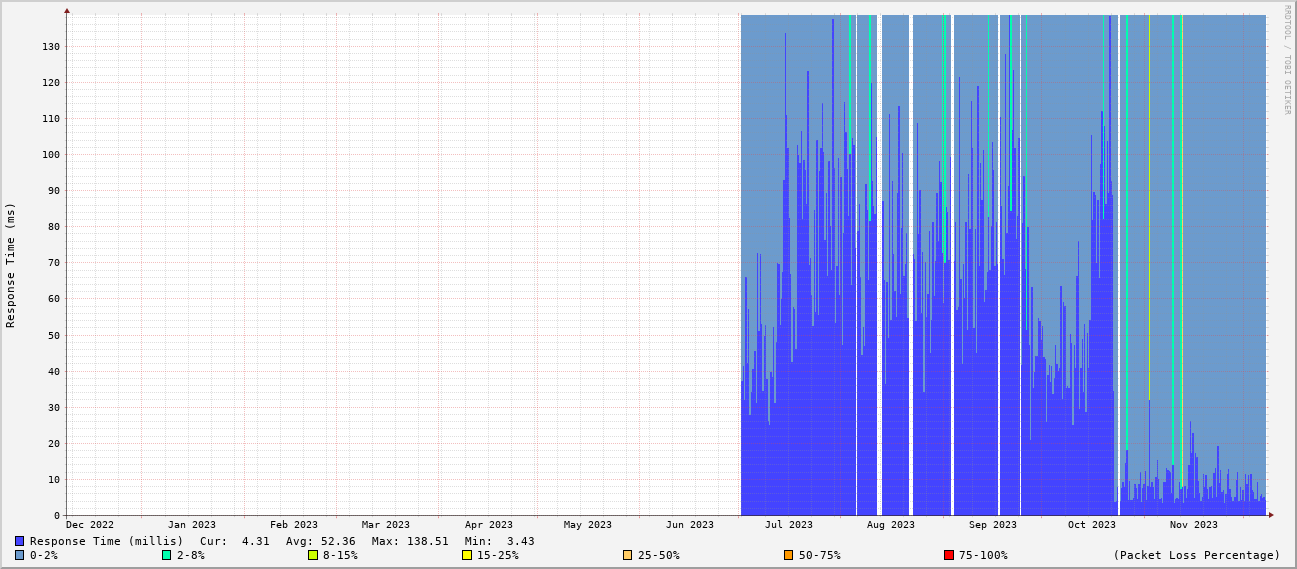 RRDTOOL / TOBI OETIKER
Response Time (ms)
130
120
110
100
90
80
70
60
50
40
30
20
10
0
Dec 2022 Jan 2023 Feb 2023 Mar 2023 Apr 2023 May 2023 Jun 2023 Jul 2023 Aug 2023 Sep 2023 Oct 2023 Nov 2023
Response Time (millis) Cur: 4.31 Avg: 52.36 Max: 138.51 Min: 3.43
0-2% 2-8% 8-15% 15-25% 25-50% 50-75% 75-100% (Packet Loss Percentage)